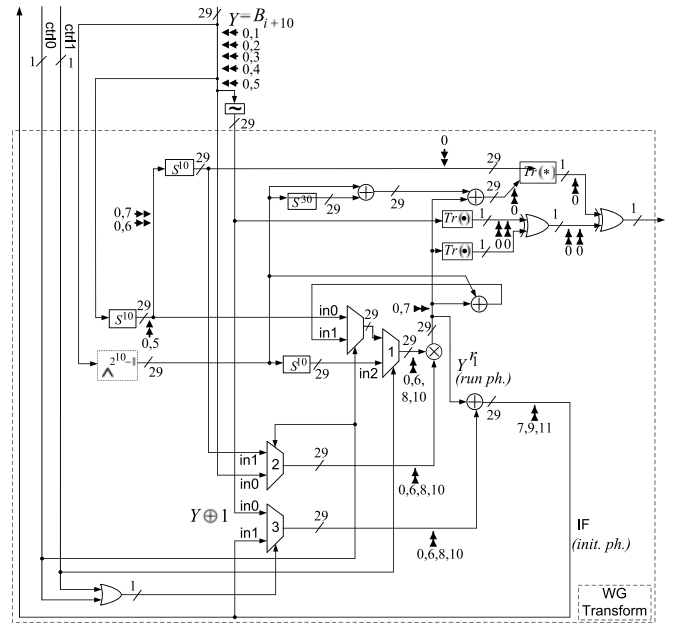 29
Y=B_{i+10}
ctrl0
ctrl1
0,1
0,2
0,3
0,4
0,5
1
1
~
29
0
S^{10}
29
29
Tr(*)
1
S^{30}
29
29
29
0
0
0,7
0,6
Tr(•)
1
00
1
0 0
1
Tr(•)
1
S^{10}
29
0,5
in0
in1
29
0,7
29
^2^{10}-1
29
S^{10}
29
in2
1
29
0,6,
8,10
Y^{r_1}
(run ph.)
29
7,9,11
in1
in0
2
29
0,6,8,10
Y⊕1
in0
in1
3
29
0,6,8,10
IF
(init. ph.)
1
WG
Transform